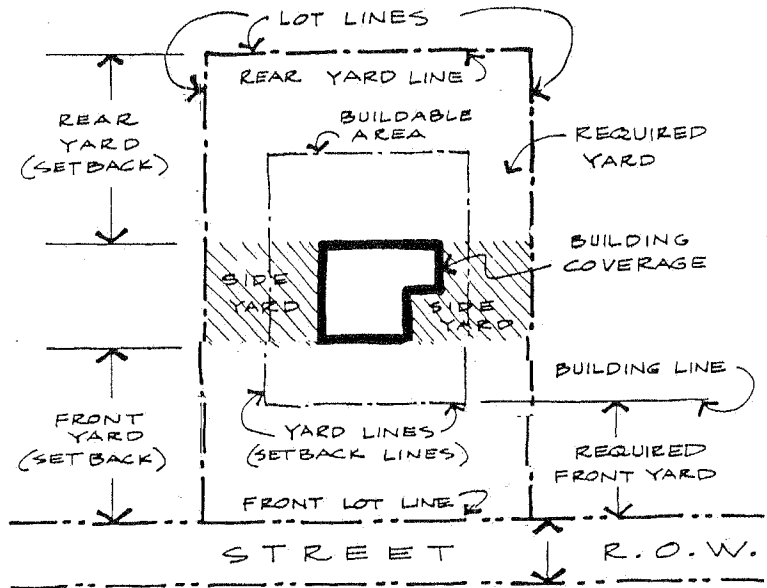 LOT LINES
REAR YARD LINE
REAR
YARD
(SETBACK)
BUILDABLE
AREA
REQUIRED
YARD
BUILDING
COVERAGE
SIDE
YARD
SIDE
YARD
BUILDING LINE
FRONT
YARD
(SETBACK)
YARD LINES
(SETBACK LINES)
REQUIRED
FRONT YARD
FRONT LOT LINE
STREET
R.O.W.